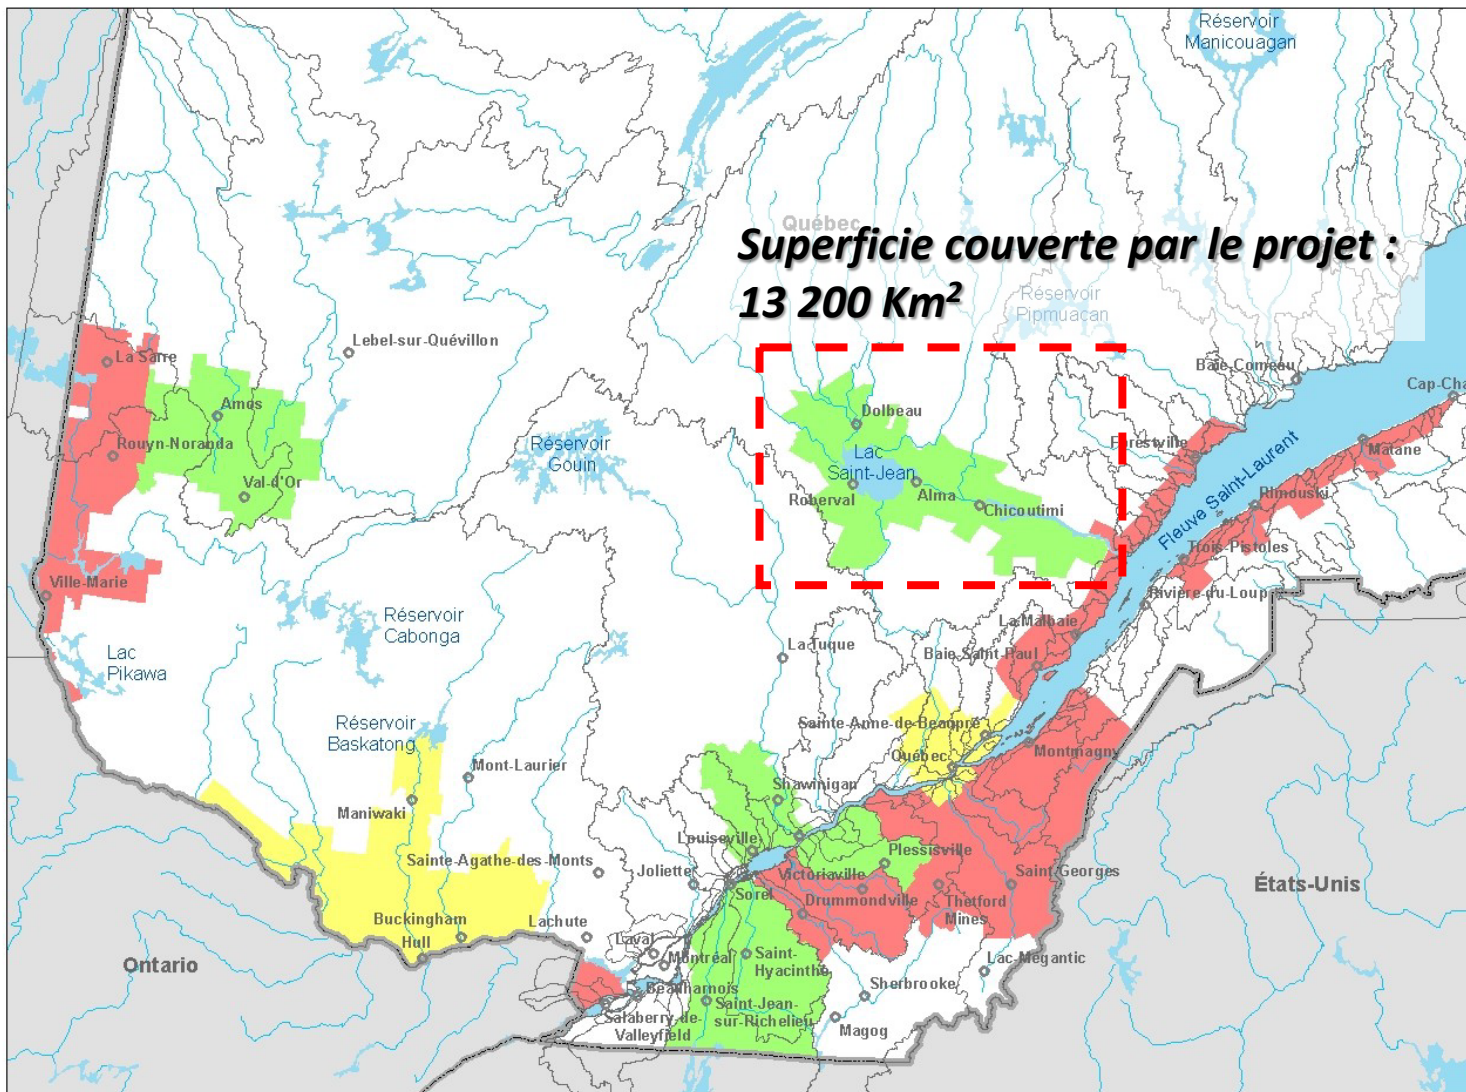 Réservoir
Manicouagan
Québec
Superficie couverte par le projet :
13 200 Km²
Réservoir
Pipmuacan
La Sarre
Lebel-sur-Quévillon
Baie-Comeau
Cap-Cha
Amos
Dolbeau
Rouyn-Noranda
Réservoir
Gouin
Forestville
Matane
Lac
Saint-Jean
Val-d'Or
Roberval
Alma
Chicoutimi
Rimouski
Fleuve Saint-Laurent
Trois-Pistoles
Ville-Marie
Rivière-du-Loup
Réservoir
Cabonga
La Malbaie
Lac
Pikawa
La Tuque
Baie-Saint-Paul
Réservoir
Baskatong
Sainte-Anne-de-Beaupré
Québec
Montmagny
Mont-Laurier
Maniwaki
Shawinigan
Louiseville
Plessisville
Sainte-Agathe-des-Monts
Joliette
Victoriaville
Saint-Georges
États-Unis
Sorel
Drummondville
Thetford
Mines
Buckingham
Hull
Lachute
Laval
Montréal
Saint-
Hyacinthe
Lac-Mégantic
Ontario
Beauharnois
Sherbrooke
Salaberry-de-
Valleyfield
Saint-Jean-
sur-Richelieu
Magog